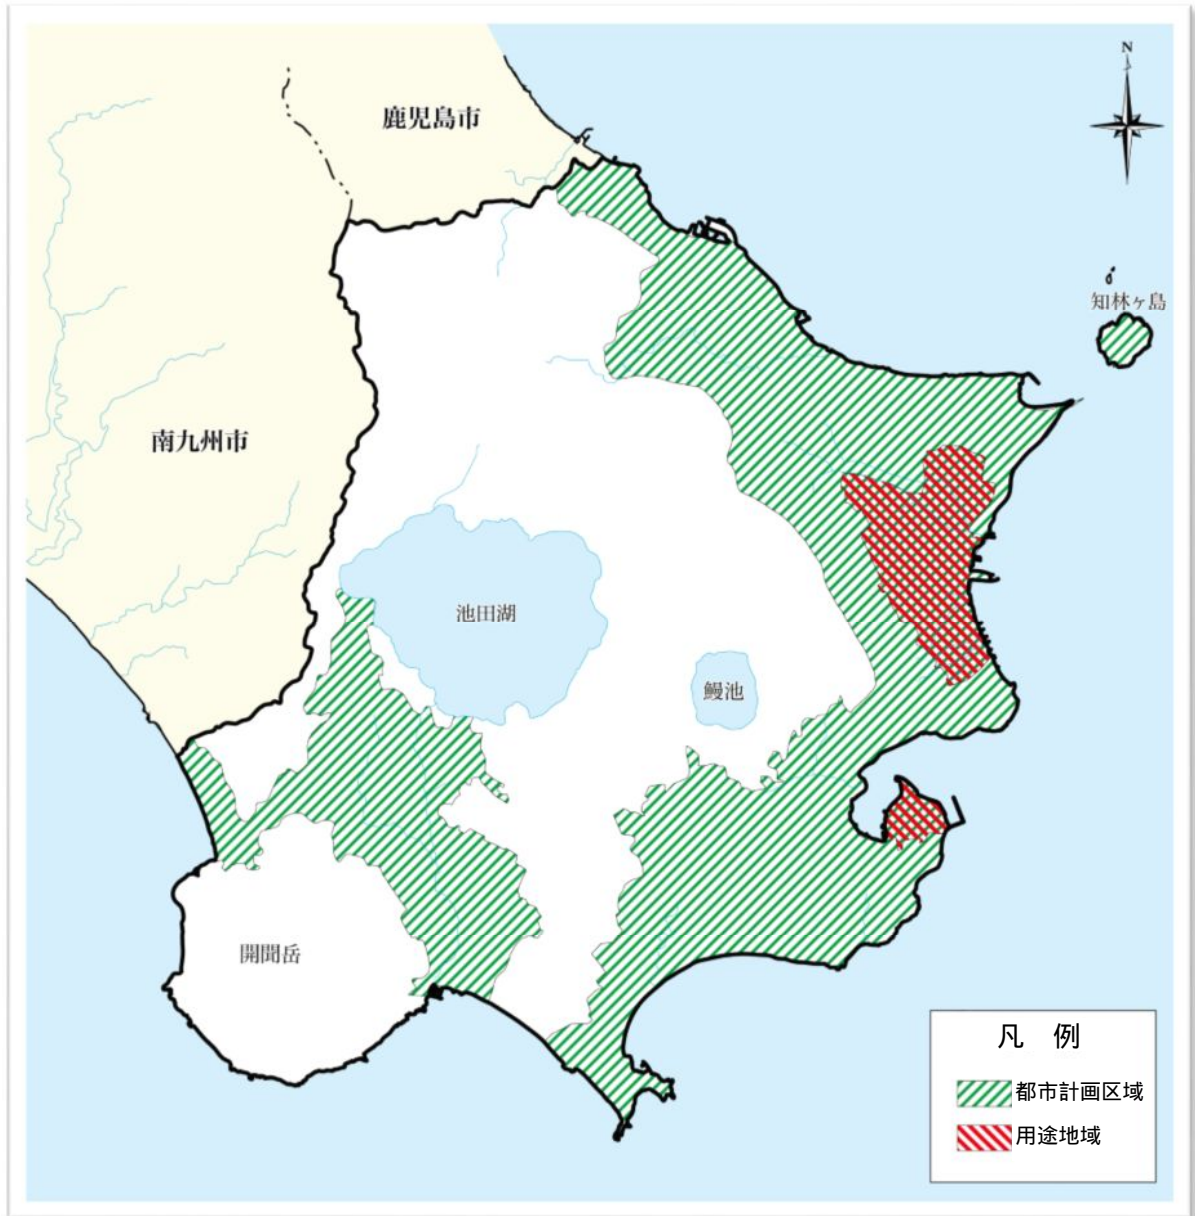 N
鹿児島市
知林ヶ島
南九州市
池田湖
鰻池
開聞岳
凡 例
都市計画区域
用途地域